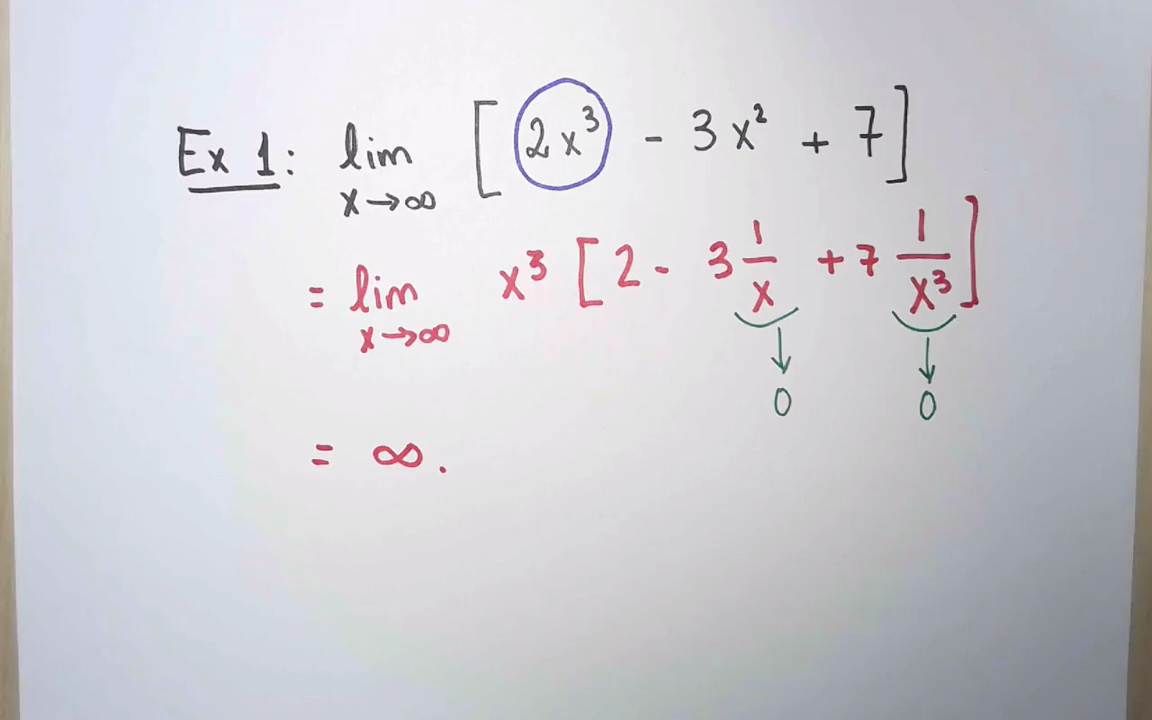 Ex 1: lim x→∞ [ 2x³ - 3x² + 7 ]
= lim x→∞ x³ [ 2 - 3 1/x + 7 1/x³ ]
0 0
= ∞.